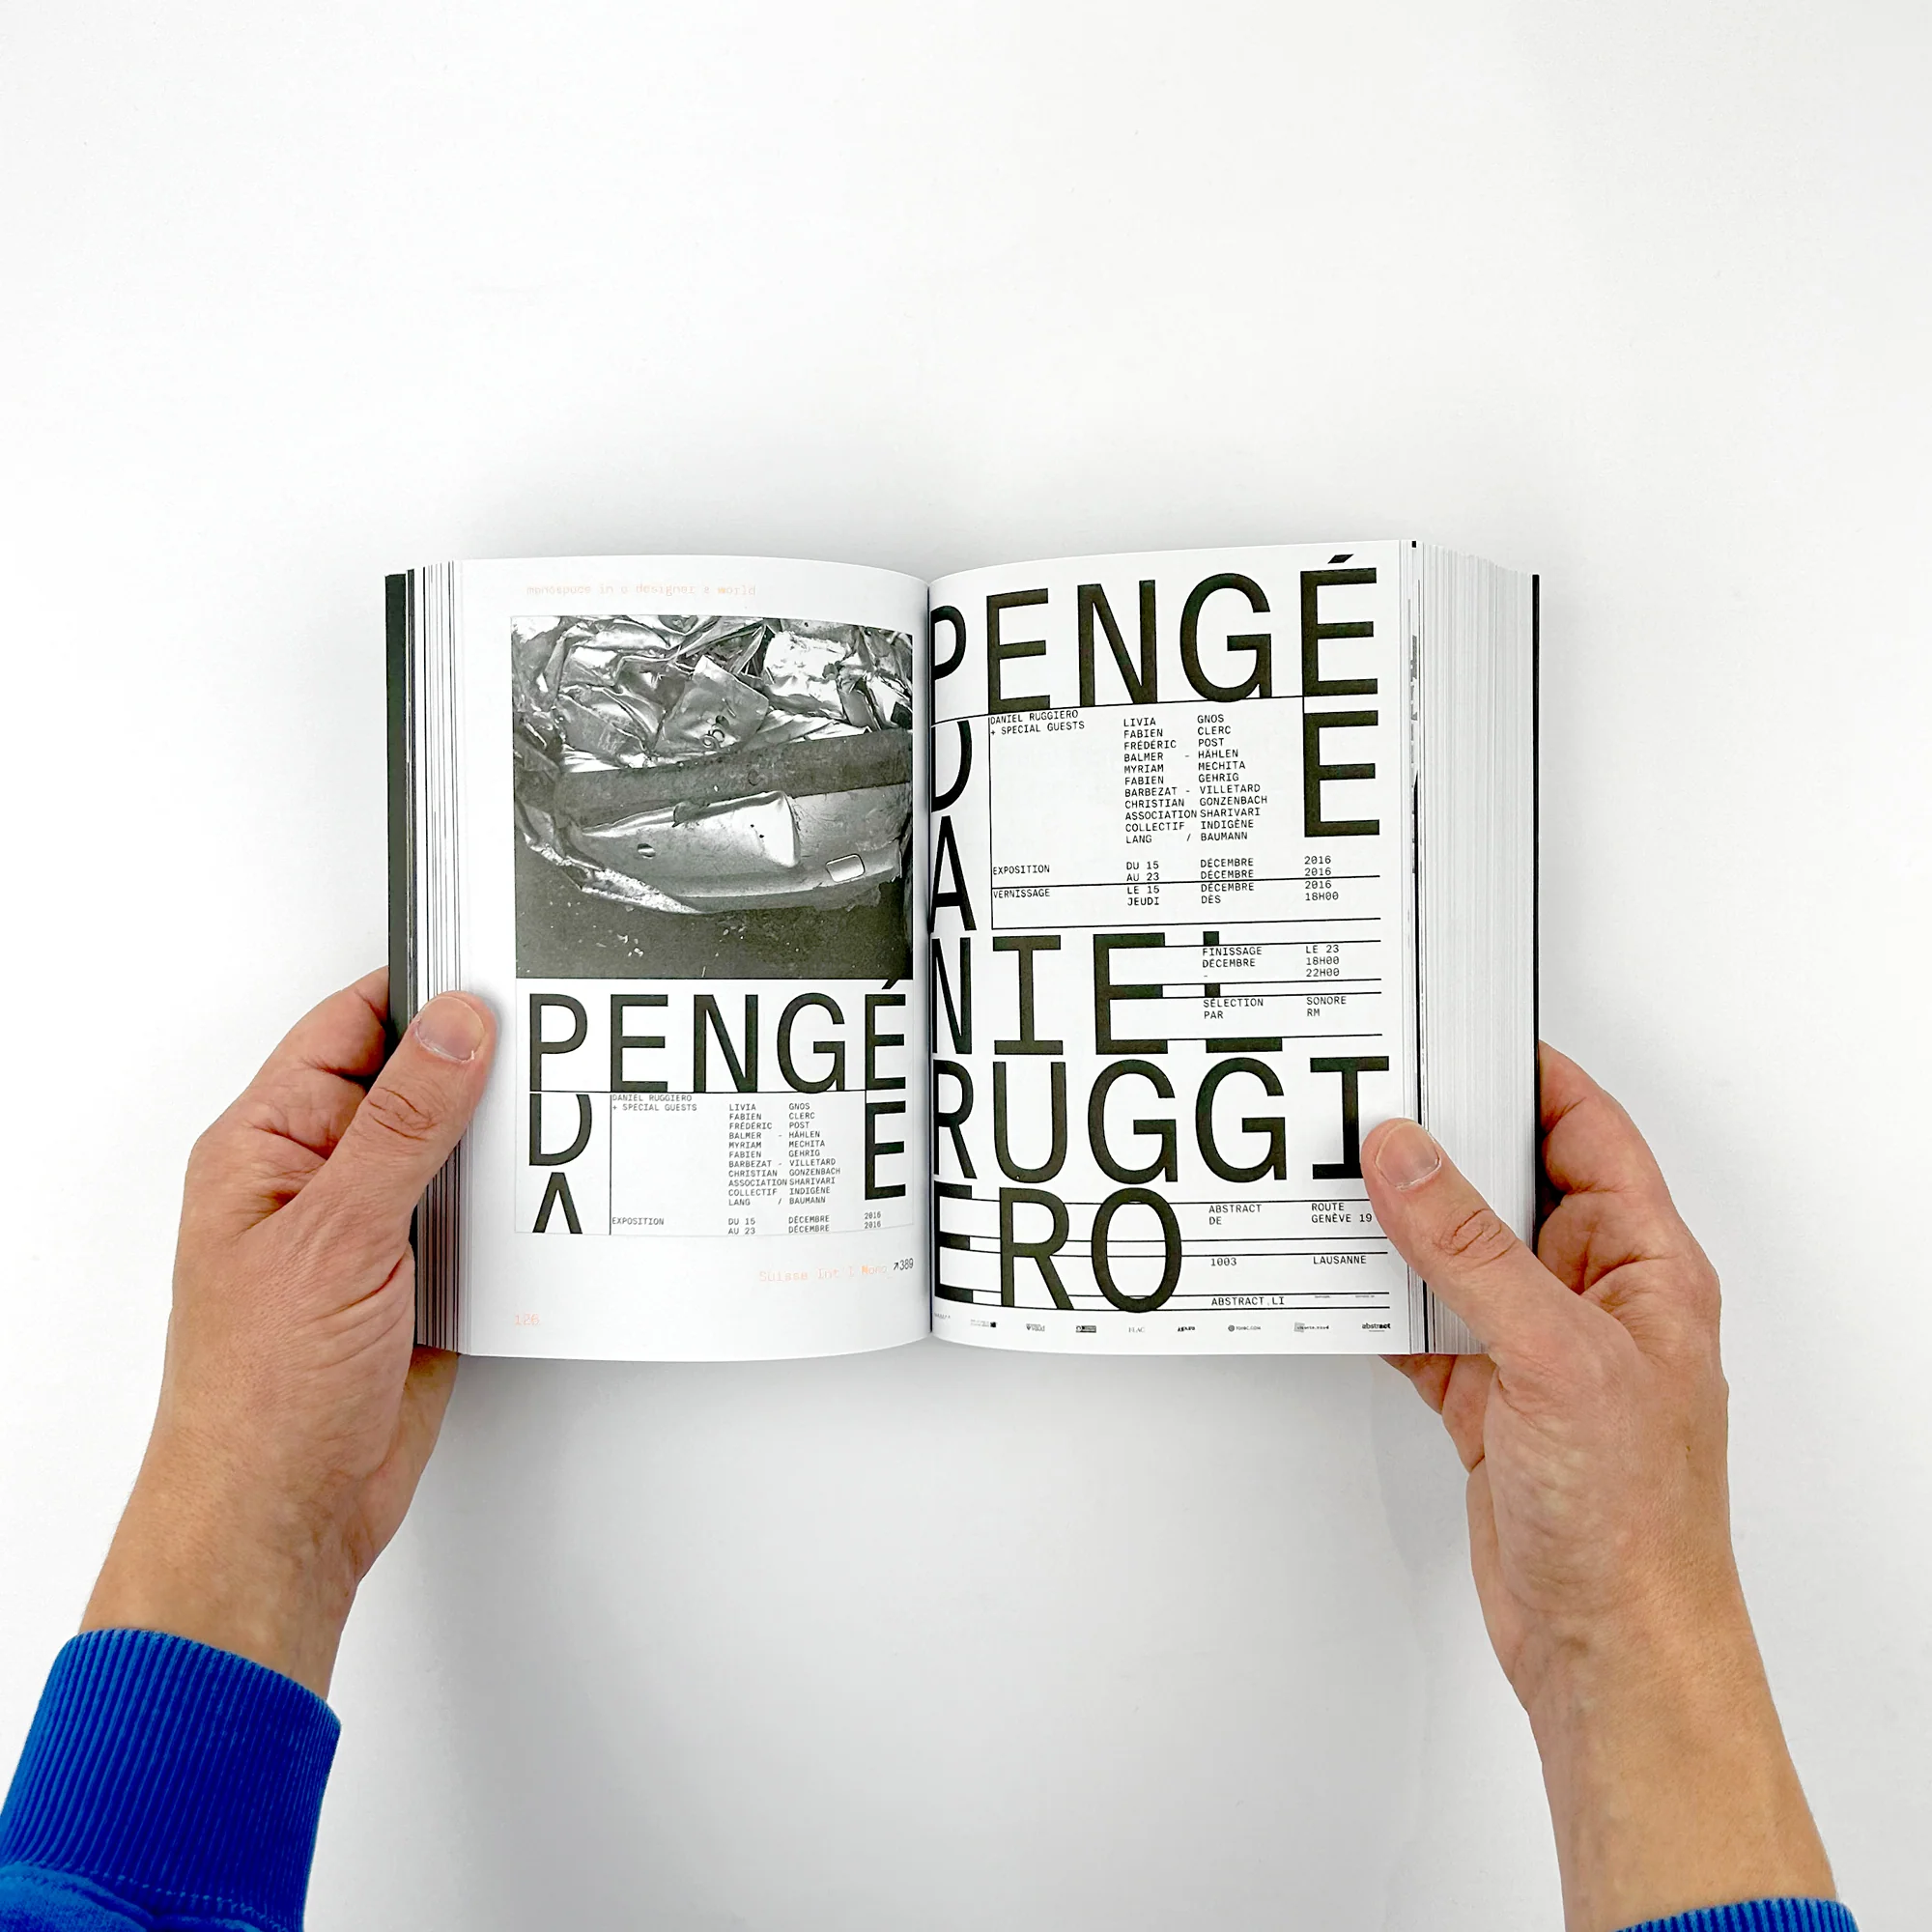 monospace in a designer s world
PENGÉ
D E
A
DANIEL RUGGIERO
+ SPECIAL GUESTS
LIVIA GNOS
FABIEN CLERC
FRÉDÉRIC POST
BALMER - HÄHLEN
MYRIAM MECHITA
FABIEN GEHRIG
BARBEZAT - VILLETARD
CHRISTIAN GONZENBACH
ASSOCIATION SHARIVARI
COLLECTIF INDIGÈNE
LANG / BAUMANN
EXPOSITION DU 15 DÉCEMBRE 2016
AU 23 DÉCEMBRE 2016
Suisse Int'l Mono ↗389
126
PENGÉ
D E
A
DANIEL RUGGIERO
+ SPECIAL GUESTS
LIVIA GNOS
FABIEN CLERC
FRÉDÉRIC POST
BALMER - HÄHLEN
MYRIAM MECHITA
FABIEN GEHRIG
BARBEZAT - VILLETARD
CHRISTIAN GONZENBACH
ASSOCIATION SHARIVARI
COLLECTIF INDIGÈNE
LANG / BAUMANN
EXPOSITION DU 15 DÉCEMBRE 2016
AU 23 DÉCEMBRE 2016
VERNISSAGE LE 15 DÉCEMBRE 2016
JEUDI DÈS 18H00
NIEL
FINISSAGE LE 23
DÉCEMBRE 18H00
- 22H00
SÉLECTION SONORE
PAR RM
RUGGI
ERO
ABSTRACT ROUTE
DE GENÈVE 19
1003 LAUSANNE
ABSTRACT.LI
abstract